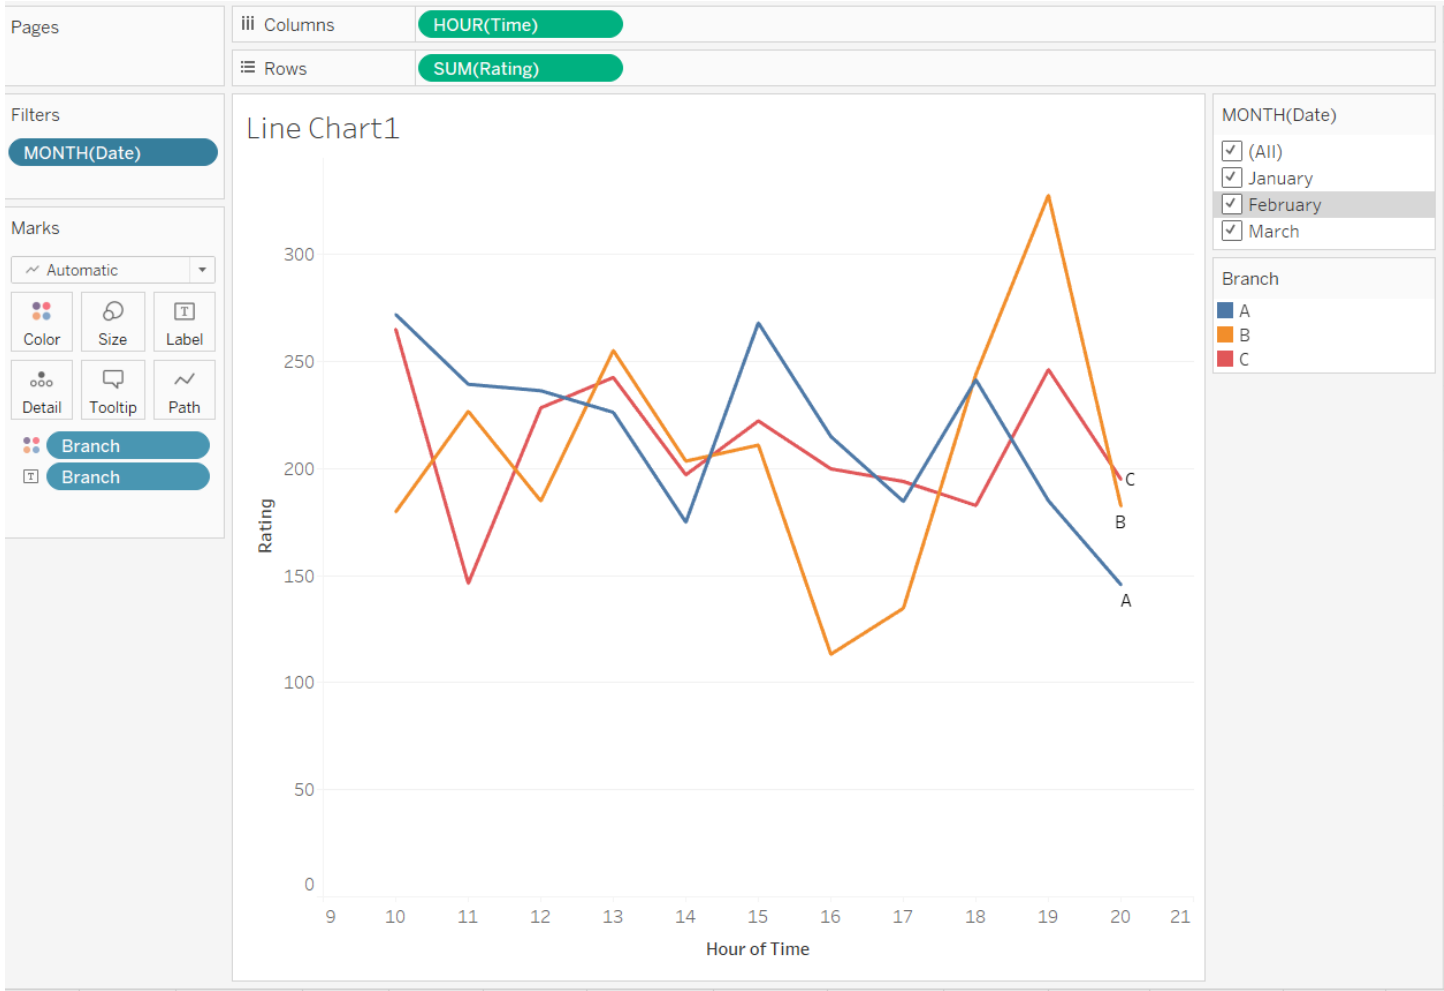 Pages
Columns
HOUR(Time)
Rows
SUM(Rating)
Filters
MONTH(Date)
Marks
Automatic
Color
Size
T
Label
Detail
Tooltip
Path
Branch
T
Branch
Line Chart1
Rating
300
250
200
150
100
50
0
C
B
A
9 10 11 12 13 14 15 16 17 18 19 20 21
Hour of Time
MONTH(Date)
(All)
January
February
March
Branch
A
B
C